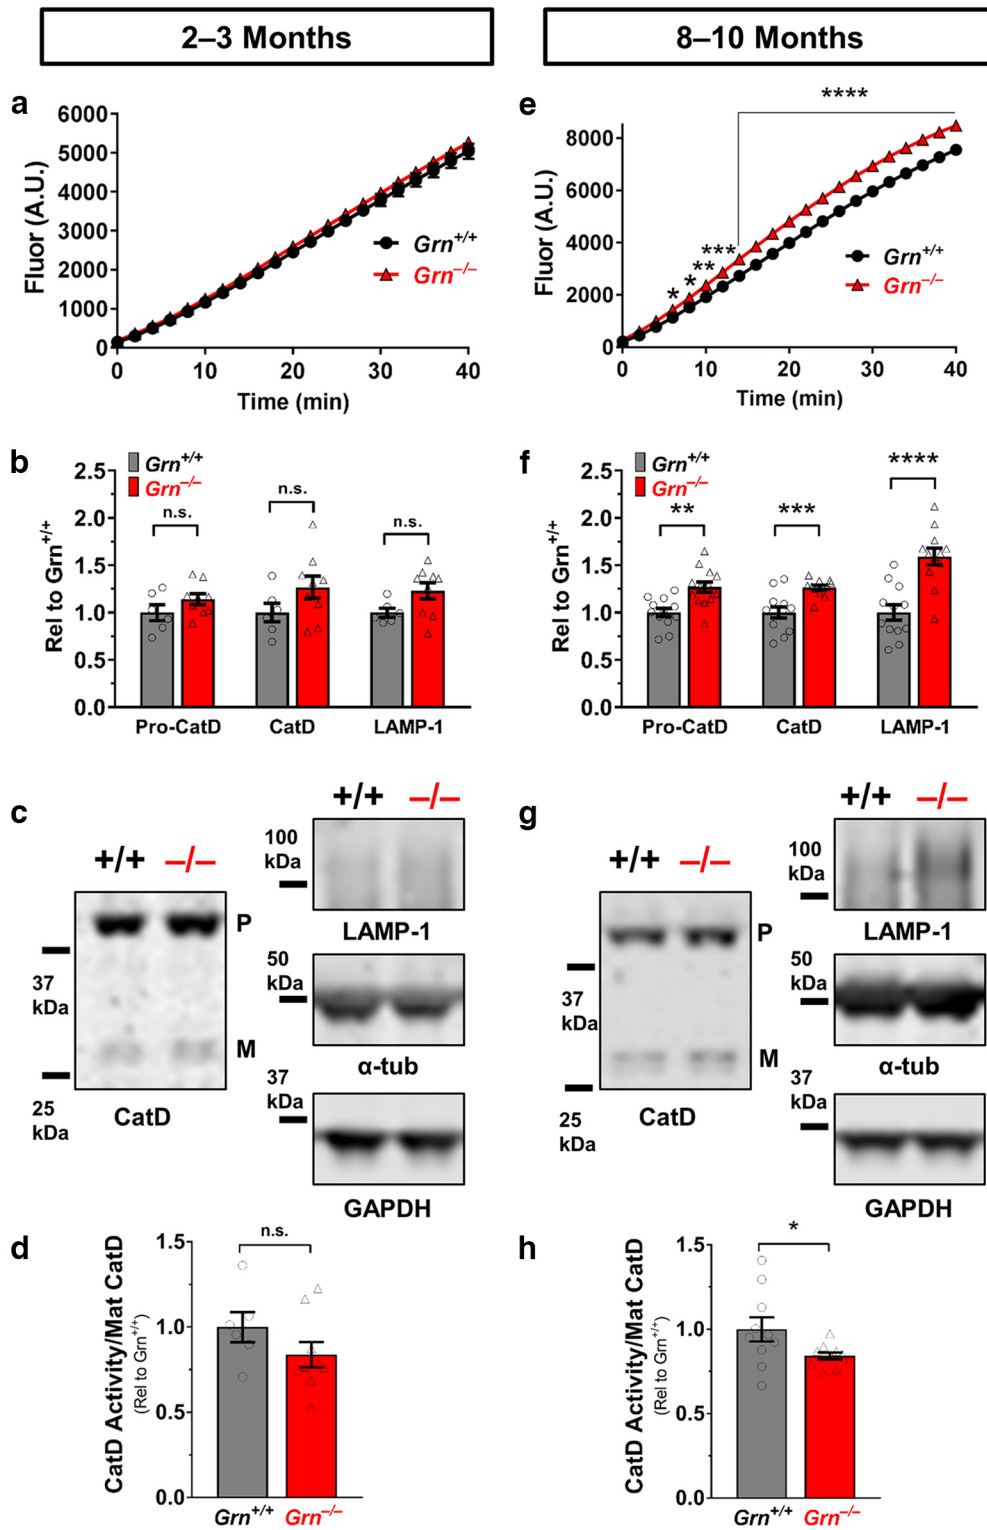 2–3 Months
8–10 Months
a
Fluor (A.U.)
6000
5000
4000
3000
2000
1000
0
0 10 20 30 40
Time (min)
Grn+/+
Grn–/–
e
Fluor (A.U.)
8000
6000
4000
2000
0
0 10 20 30 40
Time (min)
* * ** *** ****
Grn+/+
Grn–/–
b
Rel to Grn+/+
Grn+/+
Grn–/–
2.5
2.0
1.5
1.0
0.5
0.0
n.s. n.s. n.s.
Pro-CatD CatD LAMP-1
f
Rel to Grn+/+
Grn+/+
Grn–/–
2.5
2.0
1.5
1.0
0.5
0.0
** *** ****
Pro-CatD CatD LAMP-1
c
+/+ –/–
P
M
37
kDa
25
kDa
CatD
+/+ –/–
100
kDa
LAMP-1
50
kDa
α-tub
37
kDa
GAPDH
g
+/+ –/–
P
M
37
kDa
25
kDa
CatD
+/+ –/–
100
kDa
LAMP-1
50
kDa
α-tub
37
kDa
GAPDH
d
CatD Activity/Mat CatD
(Rel to Grn+/+)
1.5
1.0
0.5
0.0
n.s.
Grn+/+ Grn–/–
h
CatD Activity/Mat CatD
(Rel to Grn+/+)
1.5
1.0
0.5
0.0
*
Grn+/+ Grn–/–